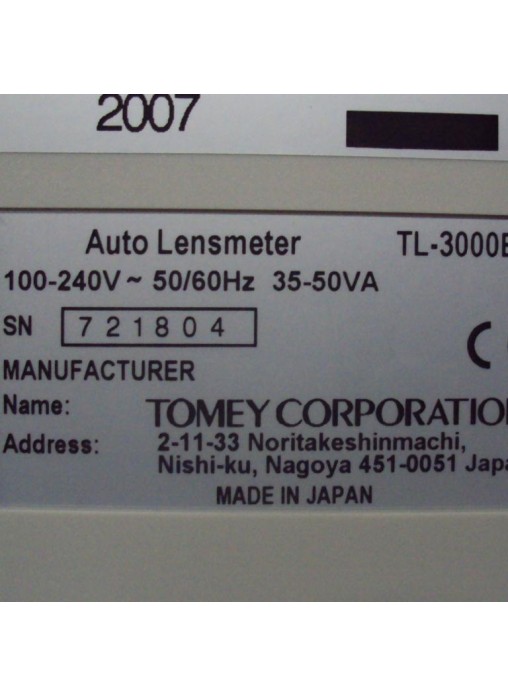 2007
Auto Lensmeter TL-3000B
100-240V ~ 50/60Hz 35-50VA
SN 721804
MANUFACTURER
Name: TOMEY CORPORATION
Address: 2-11-33 Noritakeshinmachi,
Nishi-ku, Nagoya 451-0051 Japa
MADE IN JAPAN